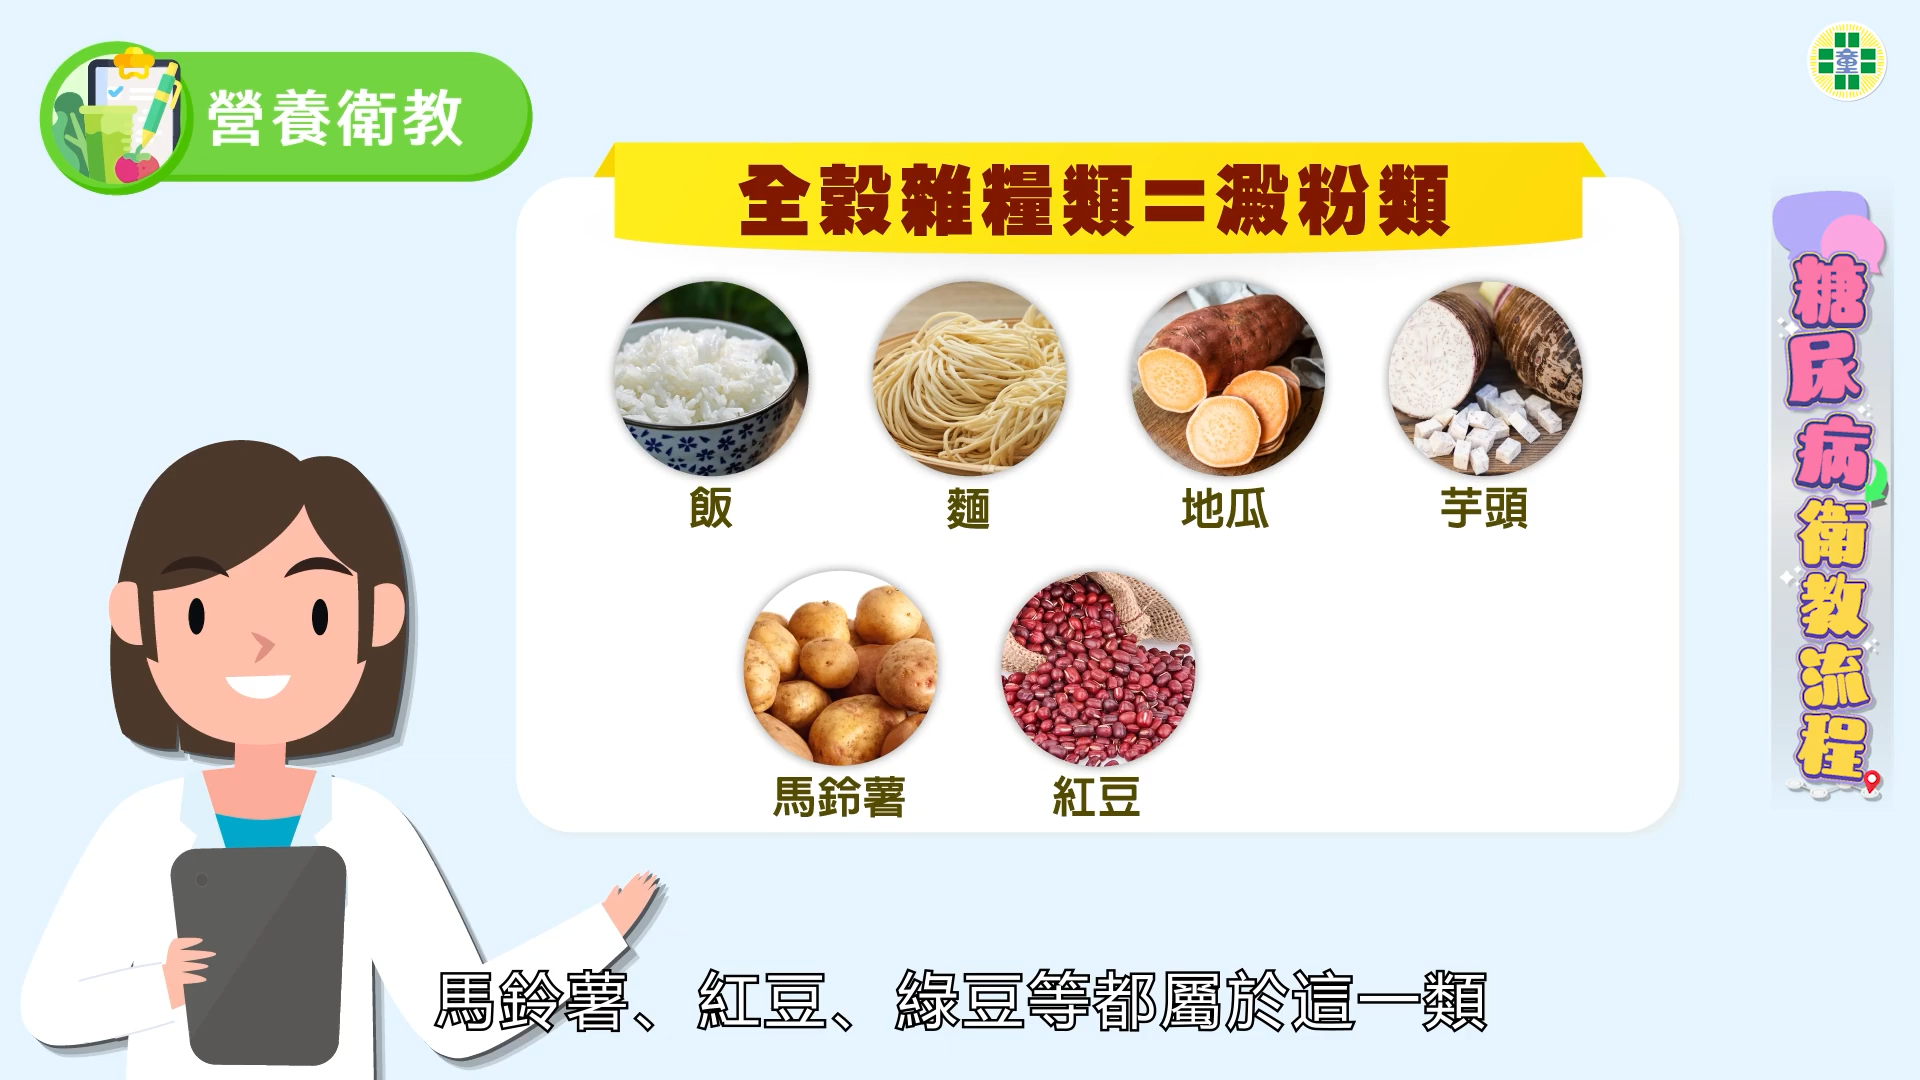 營養衛教
童
全穀雜糧類＝澱粉類
飯
麵
地瓜
芋頭
馬鈴薯
紅豆
糖尿病衛教流程
馬鈴薯、紅豆、綠豆等都屬於這一類